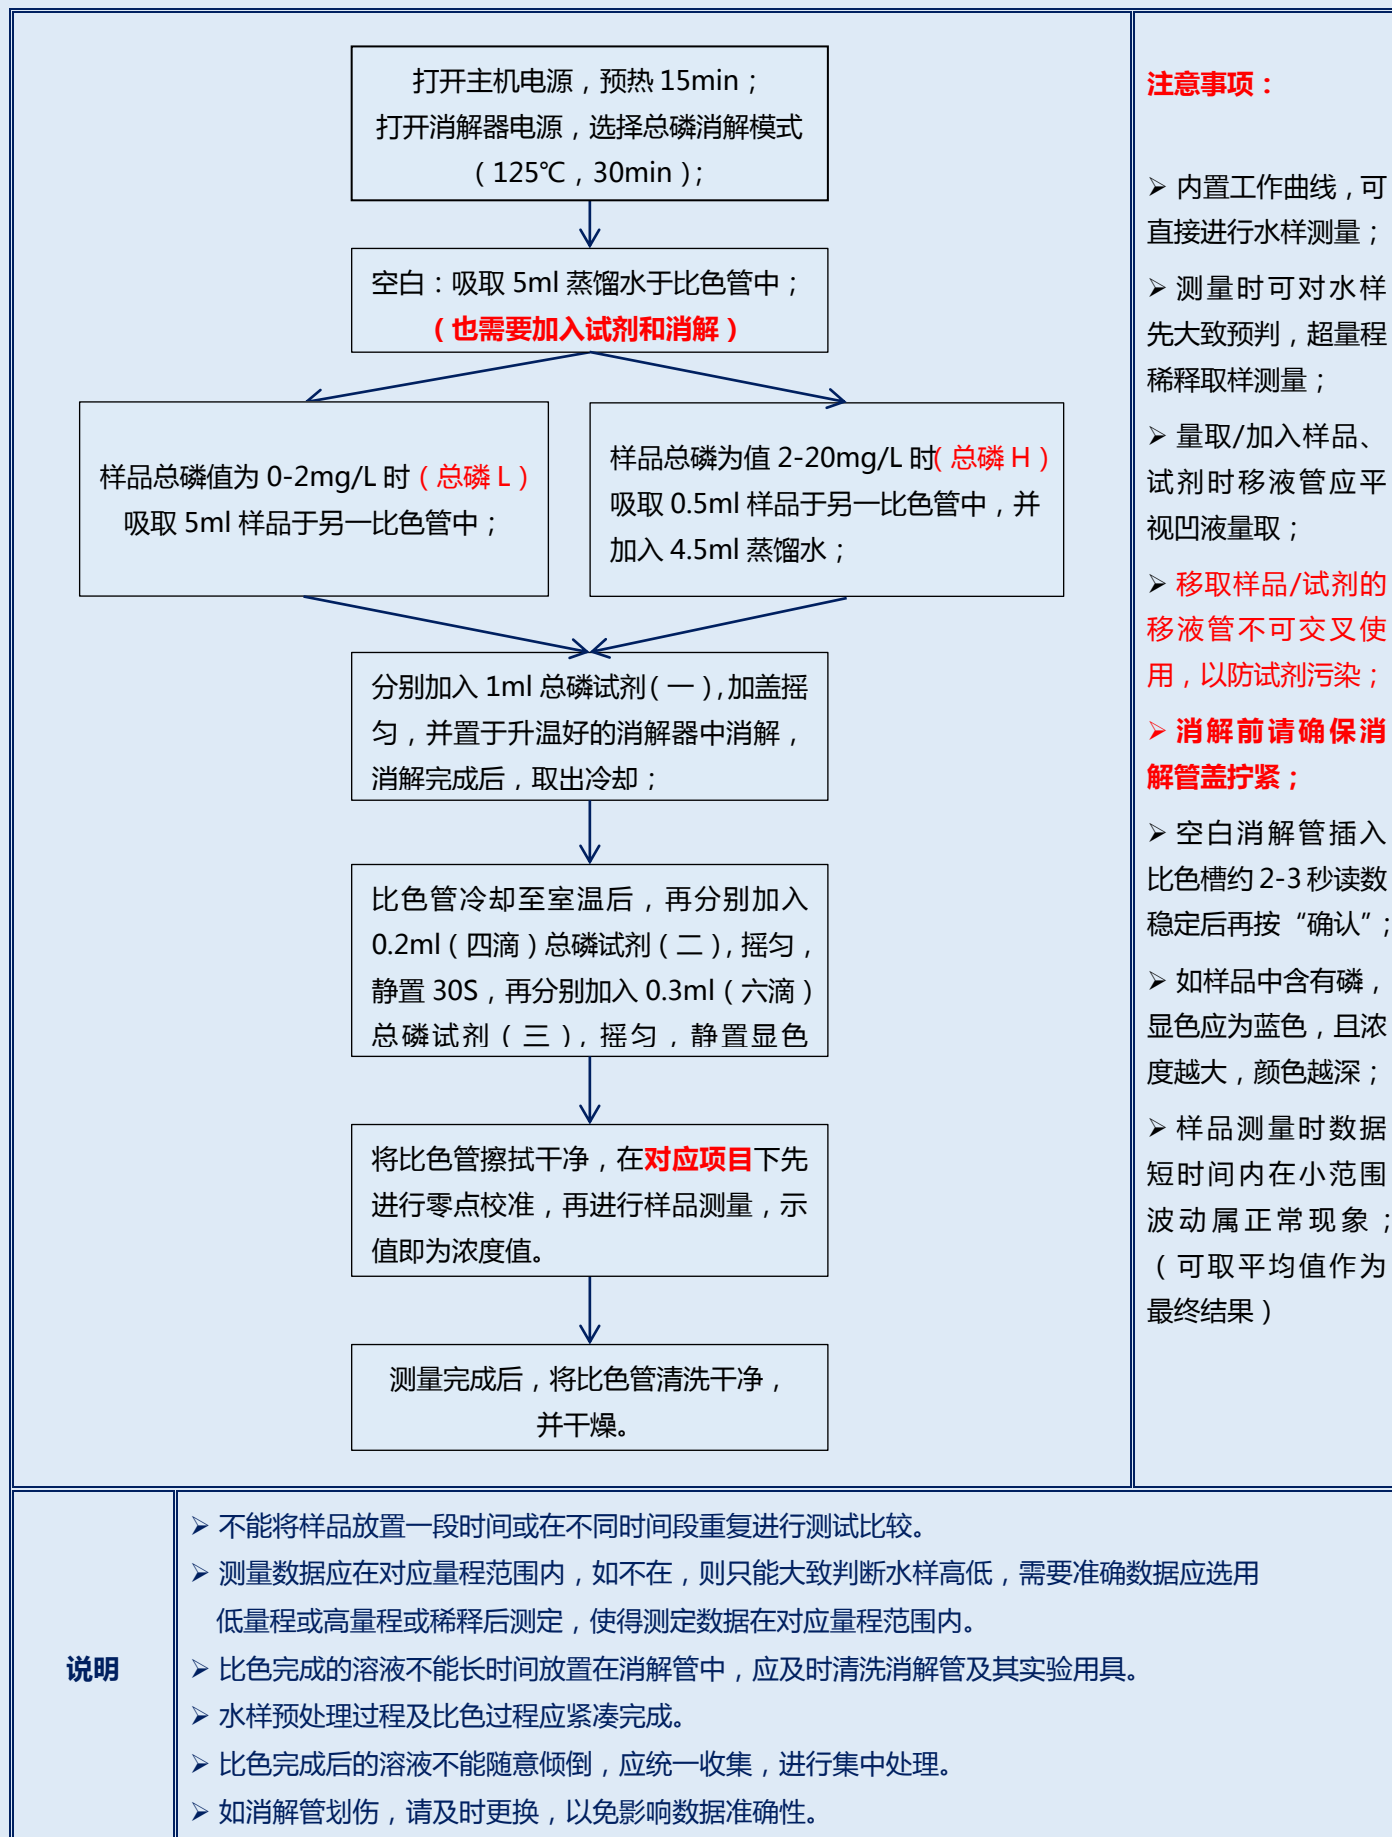 打开主机电源，预热 15min；
打开消解器电源，选择总磷消解模式
（125℃，30min）；
空白：吸取 5ml 蒸馏水于比色管中；
（也需要加入试剂和消解）
样品总磷值为 0-2mg/L 时（总磷 L）
吸取 5ml 样品于另一比色管中；
样品总磷为值 2-20mg/L 时（总磷 H）
吸取 0.5ml 样品于另一比色管中，并
加入 4.5ml 蒸馏水；
分别加入 1ml 总磷试剂（一），加盖摇
匀，并置于升温好的消解器中消解，
消解完成后，取出冷却；
比色管冷却至室温后，再分别加入
0.2ml（四滴）总磷试剂（二），摇匀，
静置 30S，再分别加入 0.3ml（六滴）
总磷试剂（三），摇匀，静置显色
将比色管擦拭干净，在对应项目下先
进行零点校准，再进行样品测量，示
值即为浓度值。
测量完成后，将比色管清洗干净，
并干燥。
注意事项：
➢ 内置工作曲线，可
直接进行水样测量；
➢ 测量时可对水样
先大致预判，超量程
稀释取样测量；
➢ 量取/加入样品、
试剂时移液管应平
视凹液量取；
➢ 移取样品/试剂的
移液管不可交叉使
用，以防试剂污染；
➢ 消解前请确保消
解管盖拧紧；
➢ 空白消解管插入
比色槽约 2-3 秒读数
稳定后再按“确认”；
➢ 如样品中含有磷，
显色应为蓝色，且浓
度越大，颜色越深；
➢ 样品测量时数据
短时间内在小范围
波动属正常现象；
（可取平均值作为
最终结果）
说明
➢ 不能将样品放置一段时间或在不同时间段重复进行测试比较。
➢ 测量数据应在对应量程范围内，如不在，则只能大致判断水样高低，需要准确数据应选用
低量程或高量程或稀释后测定，使得测定数据在对应量程范围内。
➢ 比色完成的溶液不能长时间放置在消解管中，应及时清洗消解管及其实验用具。
➢ 水样预处理过程及比色过程应紧凑完成。
➢ 比色完成后的溶液不能随意倾倒，应统一收集，进行集中处理。
➢ 如消解管划伤，请及时更换，以免影响数据准确性。